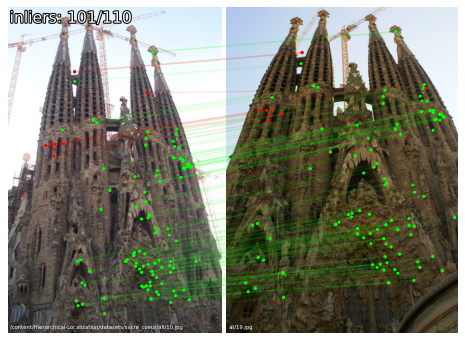 inliers: 101/110
/content/Hierarchical-Localization/datasets/sacre_coeur/all/10.jpg
all/19.jpg